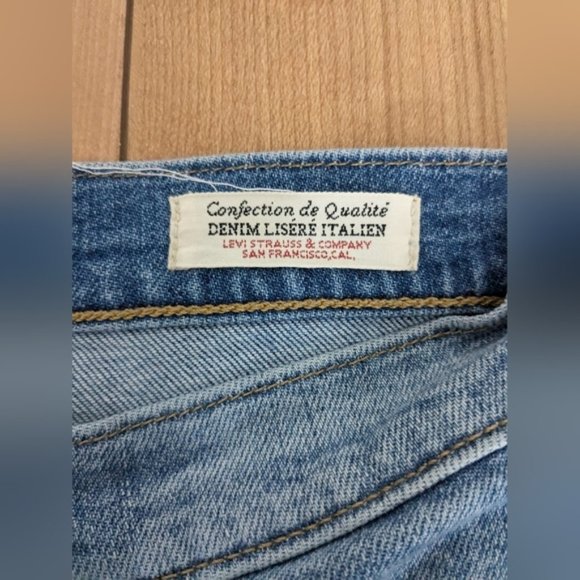 Confection de Qualité
DENIM LISÉRÉ ITALIEN
LEVI STRAUSS & COMPANY
SAN FRANCISCO,CAL.